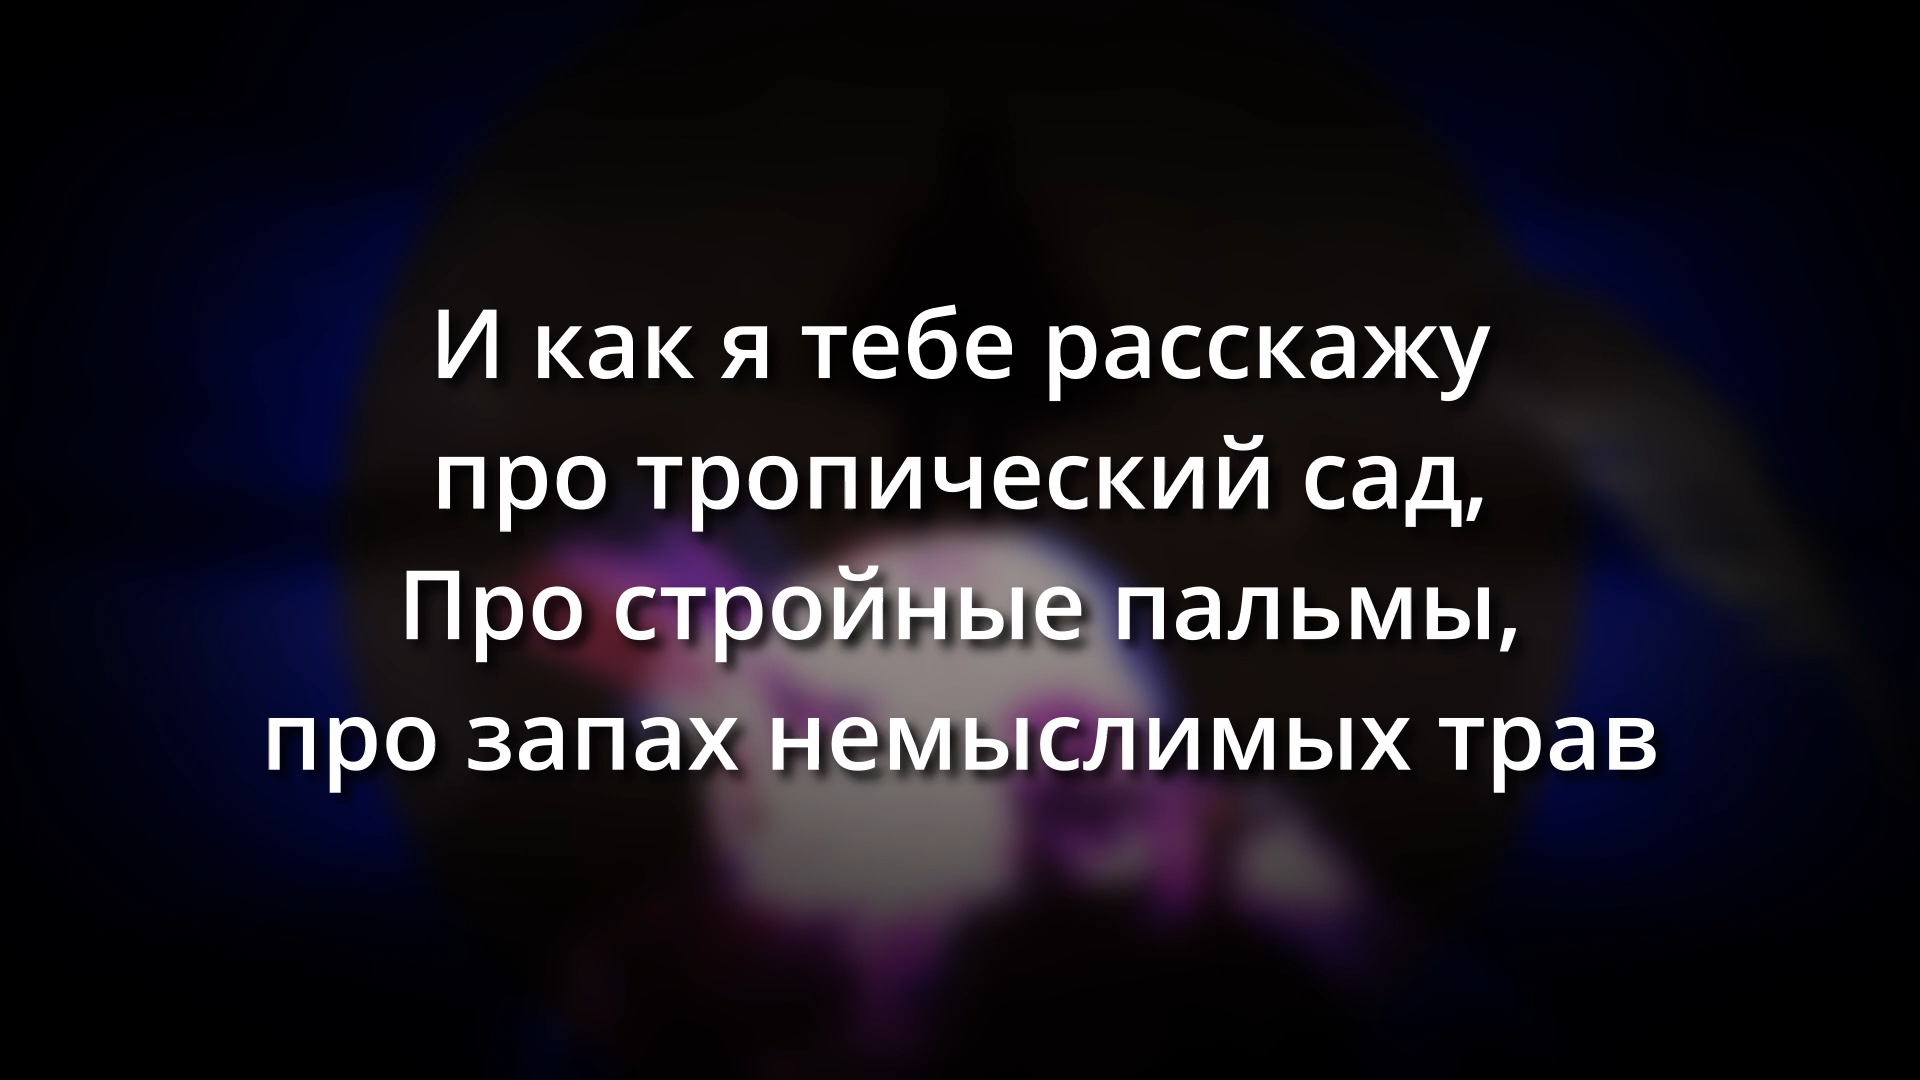 И как я тебе расскажу
про тропический сад,
Про стройные пальмы,
про запах немыслимых трав